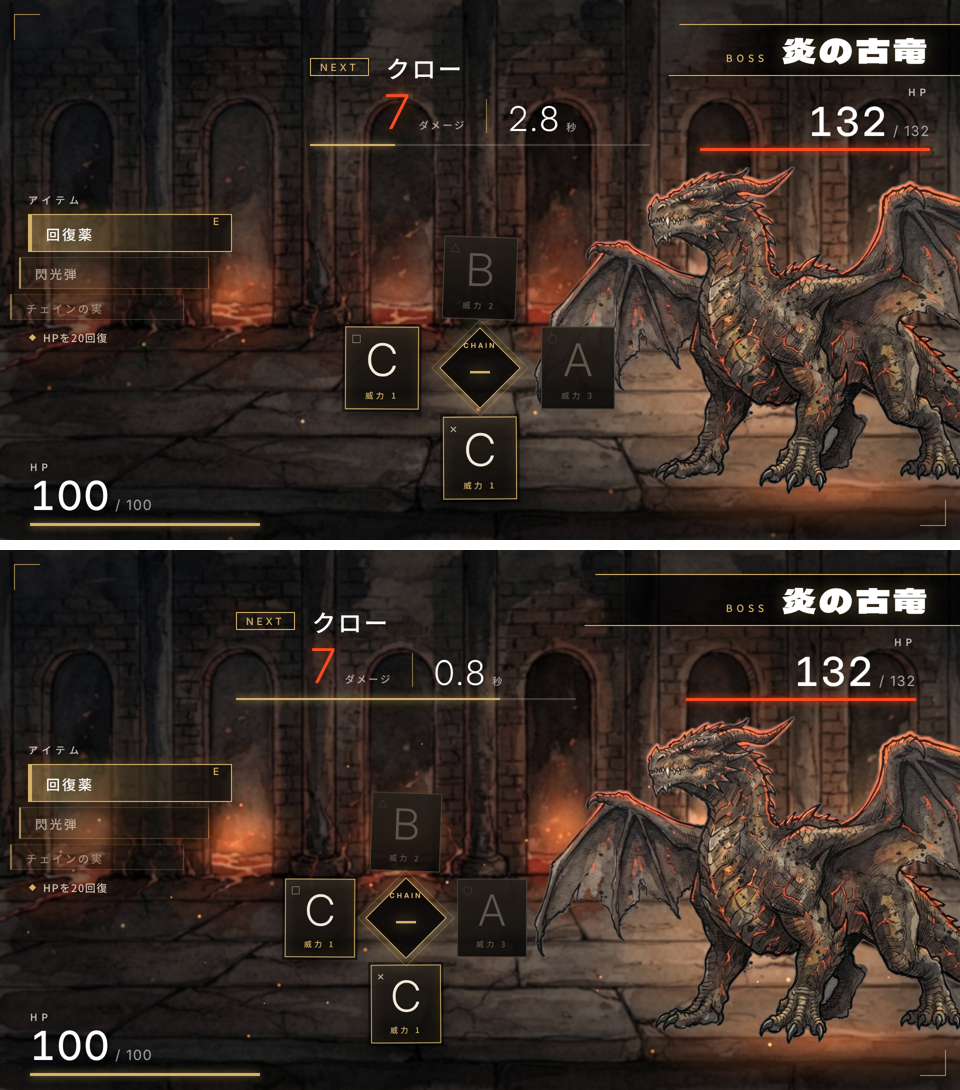 BOSS 炎の古竜
NEXT クロー
HP
7 ダメージ 2.8 秒
132 / 132
アイテム
回復薬 E
閃光弾
チェインの実
HPを20回復
B
威力 2
C
威力 1
CHAIN
A
威力 3
C
威力 1
HP
100 / 100
BOSS 炎の古竜
NEXT クロー
HP
7 ダメージ 0.8 秒
132 / 132
アイテム
回復薬 E
閃光弾
チェインの実
HPを20回復
B
威力 2
C
威力 1
CHAIN
A
威力 3
C
威力 1
HP
100 / 100